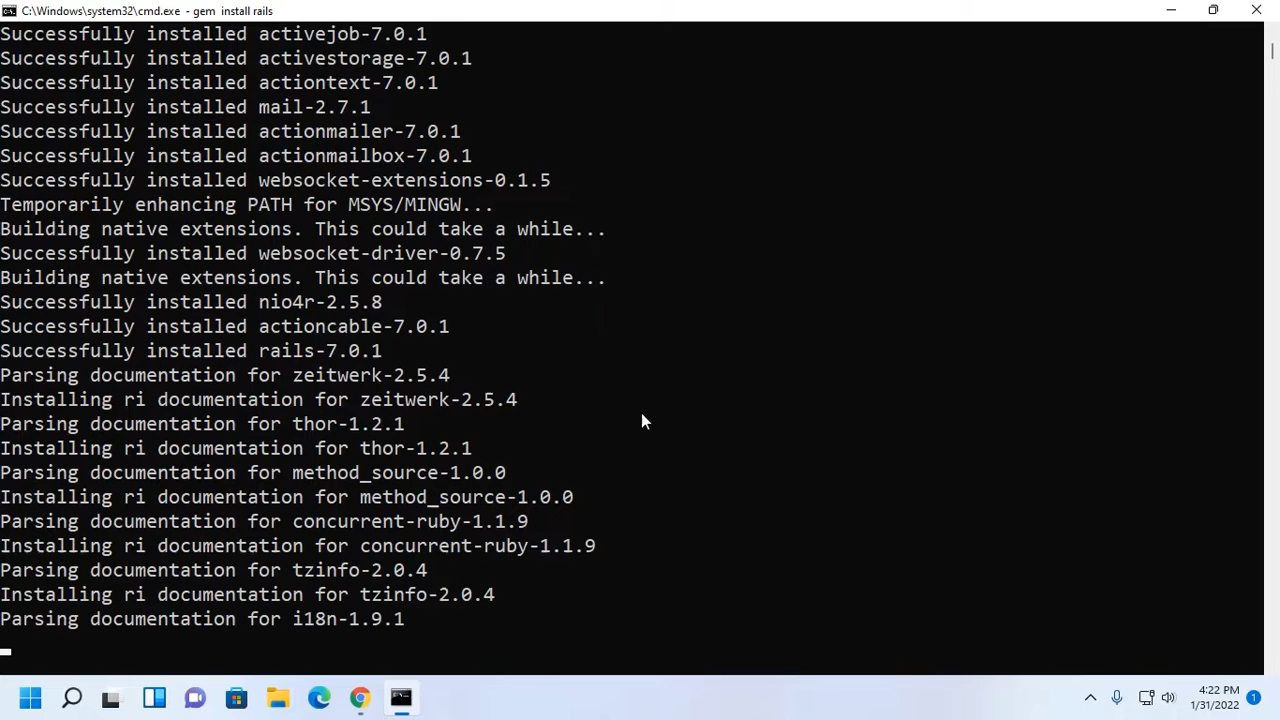 C:\Windows\system32\cmd.exe - gem install rails
Successfully installed activejob-7.0.1
Successfully installed activestorage-7.0.1
Successfully installed actiontext-7.0.1
Successfully installed mail-2.7.1
Successfully installed actionmailer-7.0.1
Successfully installed actionmailbox-7.0.1
Successfully installed websocket-extensions-0.1.5
Temporarily enhancing PATH for MSYS/MINGW...
Building native extensions. This could take a while...
Successfully installed websocket-driver-0.7.5
Building native extensions. This could take a while...
Successfully installed nio4r-2.5.8
Successfully installed actioncable-7.0.1
Successfully installed rails-7.0.1
Parsing documentation for zeitwerk-2.5.4
Installing ri documentation for zeitwerk-2.5.4
Parsing documentation for thor-1.2.1
Installing ri documentation for thor-1.2.1
Parsing documentation for method_source-1.0.0
Installing ri documentation for method_source-1.0.0
Parsing documentation for concurrent-ruby-1.1.9
Installing ri documentation for concurrent-ruby-1.1.9
Parsing documentation for tzinfo-2.0.4
Installing ri documentation for tzinfo-2.0.4
Parsing documentation for i18n-1.9.1
4:22 PM
1/31/2022
1